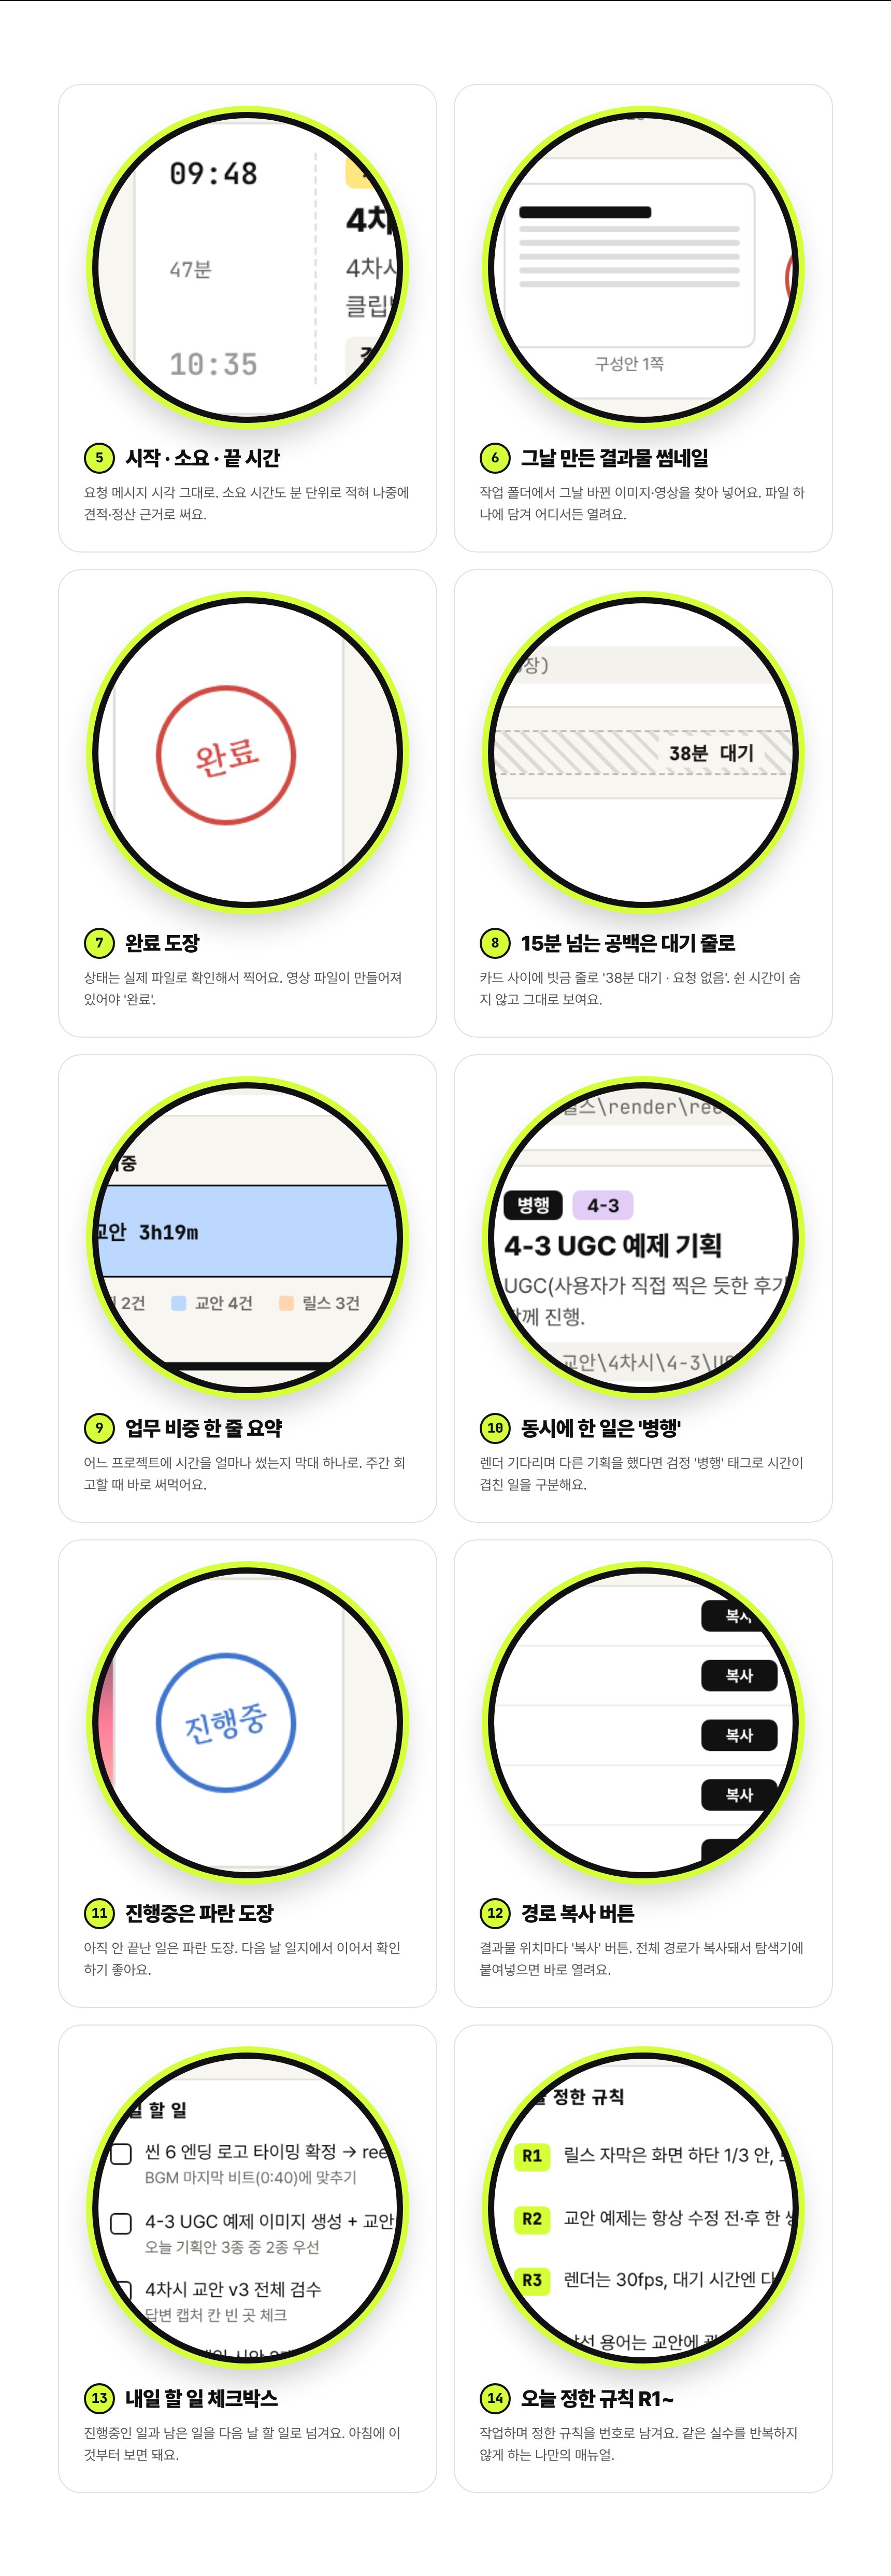 09:48
47분
10:35
4차
4차시
클립
구성안 1쪽
5 시작 · 소요 · 끝 시간
요청 메시지 시각 그대로. 소요 시간도 분 단위로 적혀 나중에
견적·정산 근거로 써요.
6 그날 만든 결과물 썸네일
작업 폴더에서 그날 바뀐 이미지·영상을 찾아 넣어요. 파일 하
나에 담겨 어디서든 열려요.
완료
장)
38분 대기
7 완료 도장
상태는 실제 파일로 확인해서 찍어요. 영상 파일이 만들어져
있어야 '완료'.
8 15분 넘는 공백은 대기 줄로
카드 사이에 빗금 줄로 '38분 대기 · 요청 없음'. 쉰 시간이 숨
지 않고 그대로 보여요.
중
교안 3h19m
2건 교안 4건 릴스 3건
릴스\render\ree
병행 4-3
4-3 UGC 예제 기획
UGC(사용자가 직접 찍은 듯한 후기
함께 진행.
교안\4차시\4-3\UG
9 업무 비중 한 줄 요약
어느 프로젝트에 시간을 얼마나 썼는지 막대 하나로. 주간 회
고할 때 바로 써먹어요.
10 동시에 한 일은 '병행'
렌더 기다리며 다른 기획을 했다면 검정 '병행' 태그로 시간이
겹친 일을 구분해요.
진행중
복사
복사
복사
복사
11 진행중은 파란 도장
아직 안 끝난 일은 파란 도장. 다음 날 일지에서 이어서 확인
하기 좋아요.
12 경로 복사 버튼
결과물 위치마다 '복사' 버튼. 전체 경로가 복사돼서 탐색기에
붙여넣으면 바로 열려요.
일 할 일
씬 6 엔딩 로고 타이밍 확정 → ree
BGM 마지막 비트(0:40)에 맞추기
4-3 UGC 예제 이미지 생성 + 교안
오늘 기획안 3종 중 2종 우선
4차시 교안 v3 전체 검수
답변 캡처 칸 빈 곳 체크
정한 규칙
R1 릴스 자막은 화면 하단 1/3 안,
R2 교안 예제는 항상 수정 전·후 한 쌍
R3 렌더는 30fps, 대기 시간엔 다
용어는 교안에
13 내일 할 일 체크박스
진행중인 일과 남은 일을 다음 날 할 일로 넘겨요. 아침에 이
것부터 보면 돼요.
14 오늘 정한 규칙 R1~
작업하며 정한 규칙을 번호로 남겨요. 같은 실수를 반복하지
않게 하는 나만의 매뉴얼.